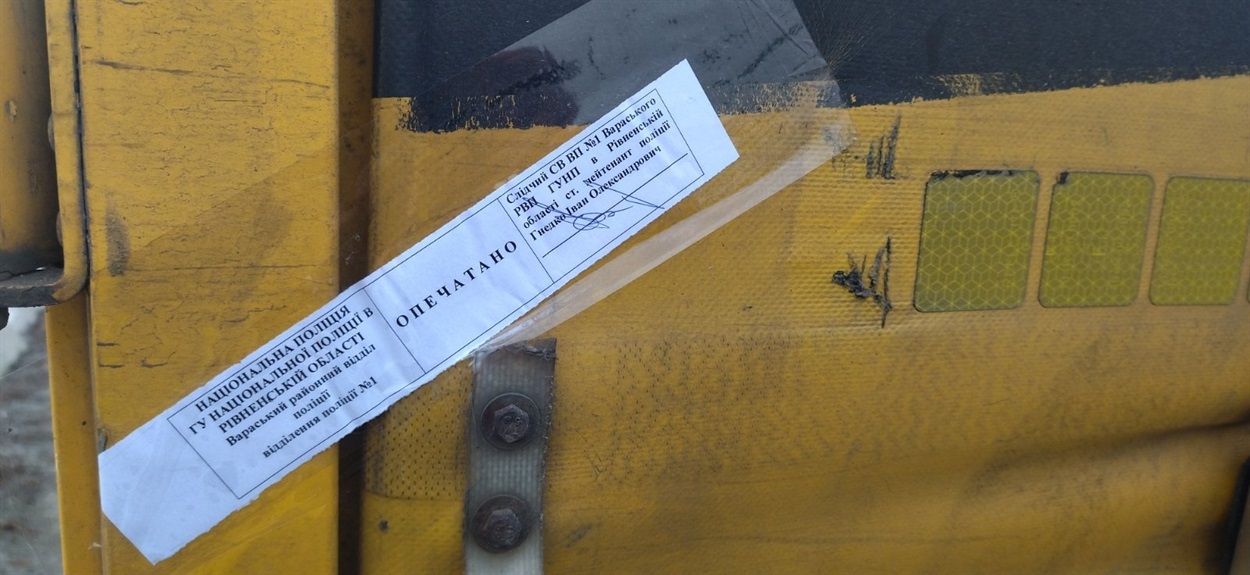 НАЦІОНАЛЬНА ПОЛІЦІЯ
ГУ НАЦІОНАЛЬНОЇ ПОЛІЦІЇ В
РІВНЕНСЬКІЙ ОБЛАСТІ
Вараський районний відділ
поліції
відділення поліції №1
ОПЕЧАТАНО
Слідчий СВ ВП №1 Вараського
РВП ГУНП в Рівненській
області ст. лейтенант поліції
Гнедко Іван Олександрович